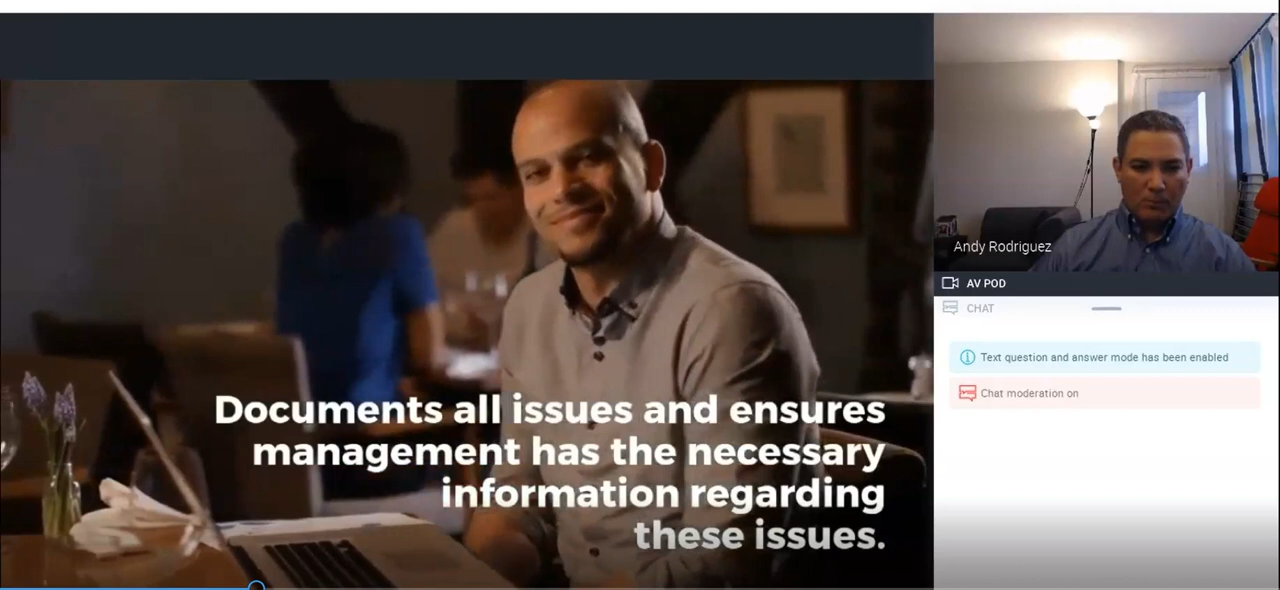 Documents all issues and ensures
management has the necessary
information regarding
these issues.
Andy Rodriguez
AV POD
CHAT
Text question and answer mode has been enabled
Chat moderation on